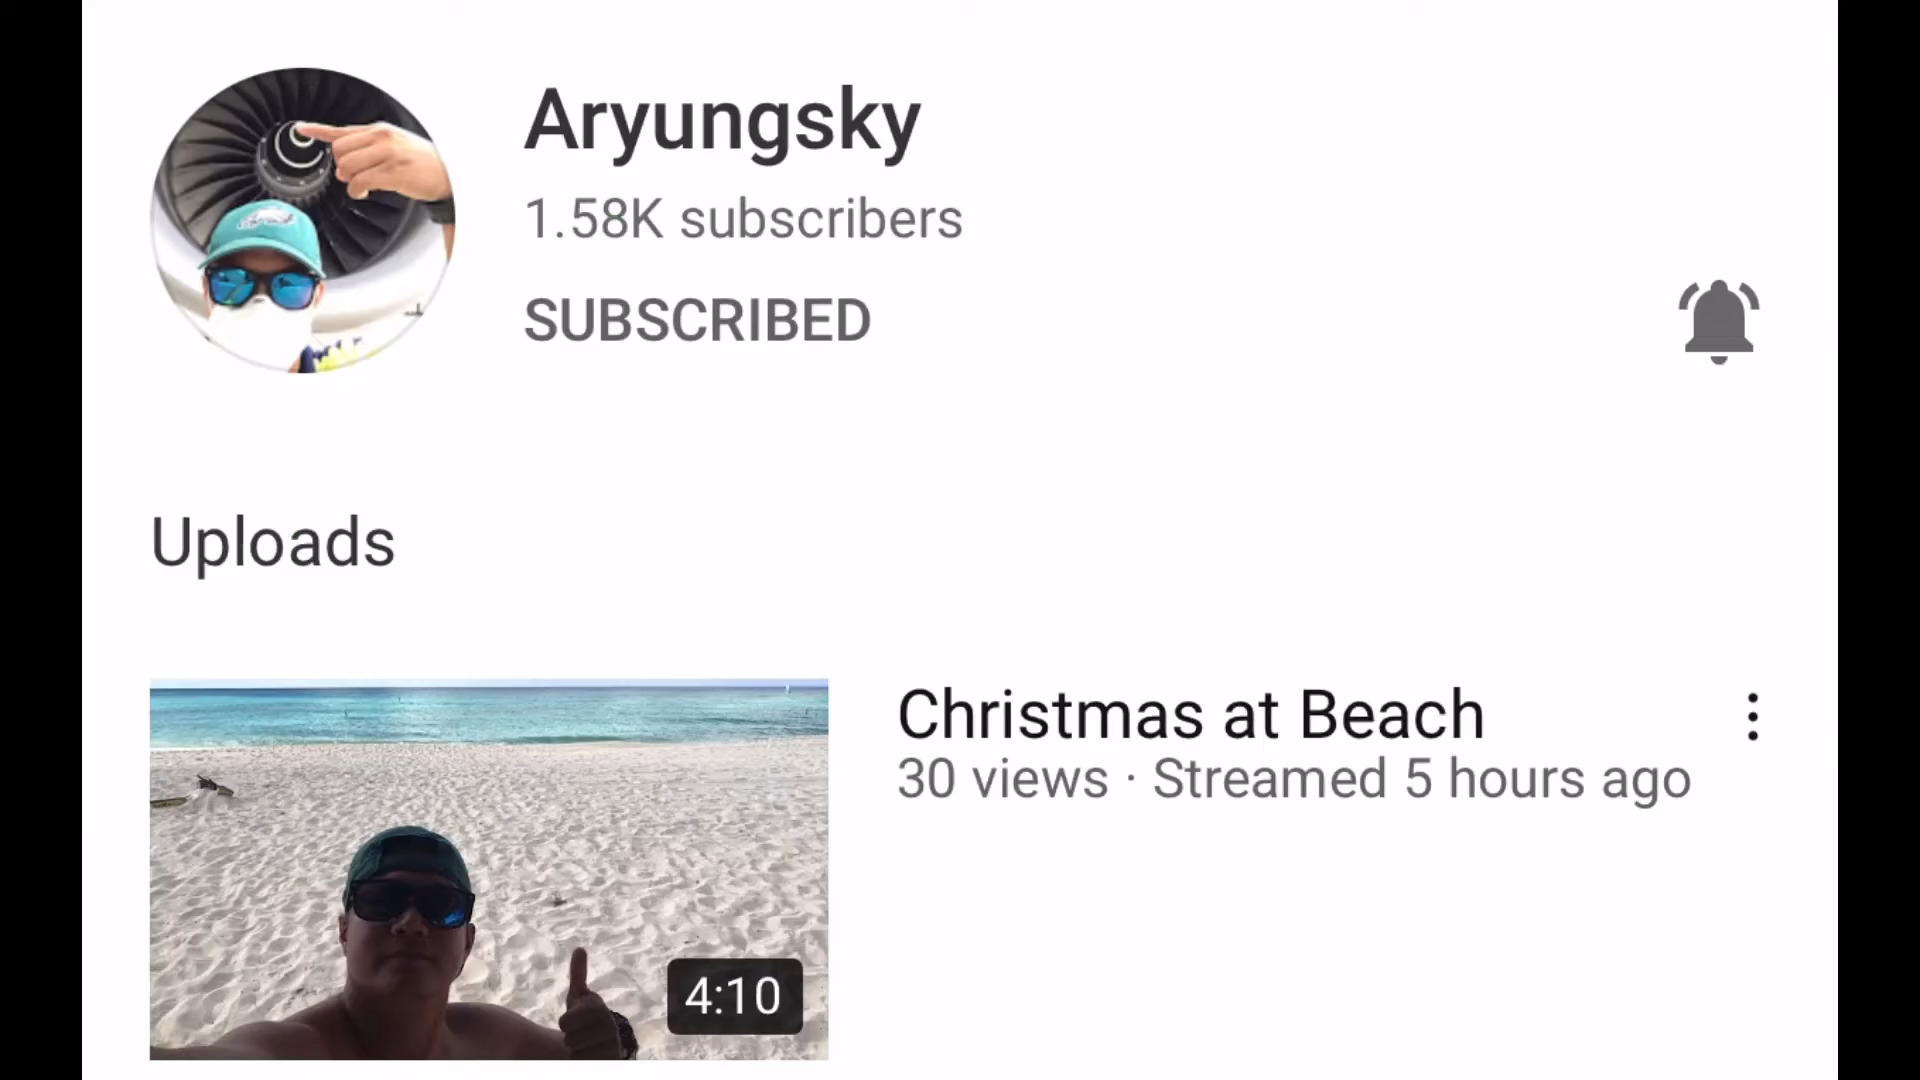 Aryungsky
1.58K subscribers
SUBSCRIBED
Uploads
Christmas at Beach
30 views · Streamed 5 hours ago
4:10